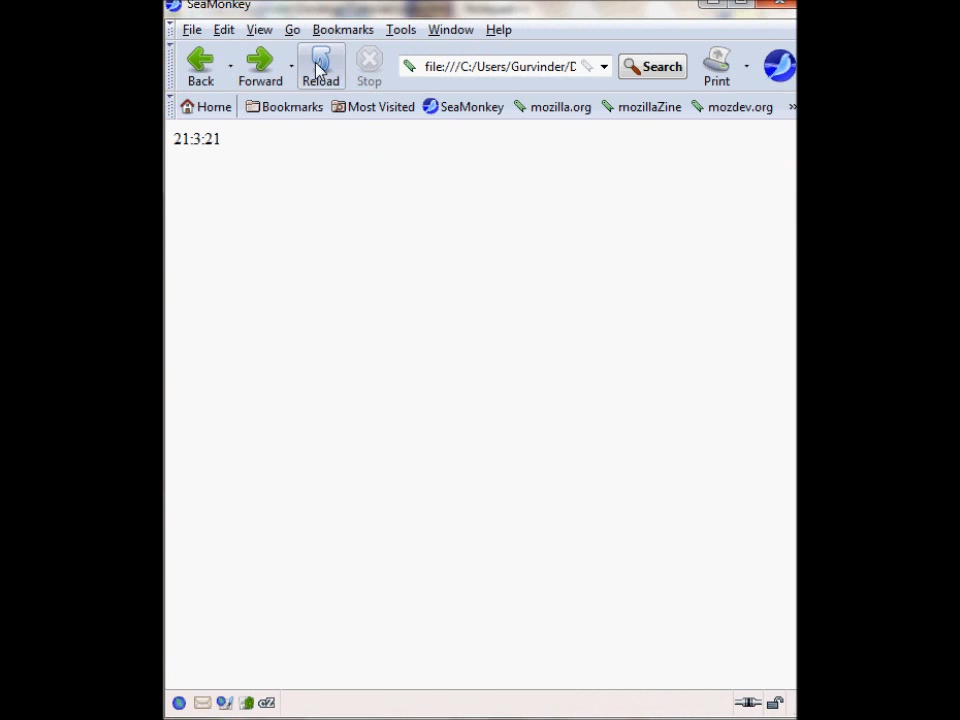 SeaMonkey
File Edit View Go Bookmarks Tools Window Help
Back Forward Reload Stop file:///C:/Users/Gurvinder/D Search Print
Home Bookmarks Most Visited SeaMonkey mozilla.org mozillaZine mozdev.org »
21:3:21